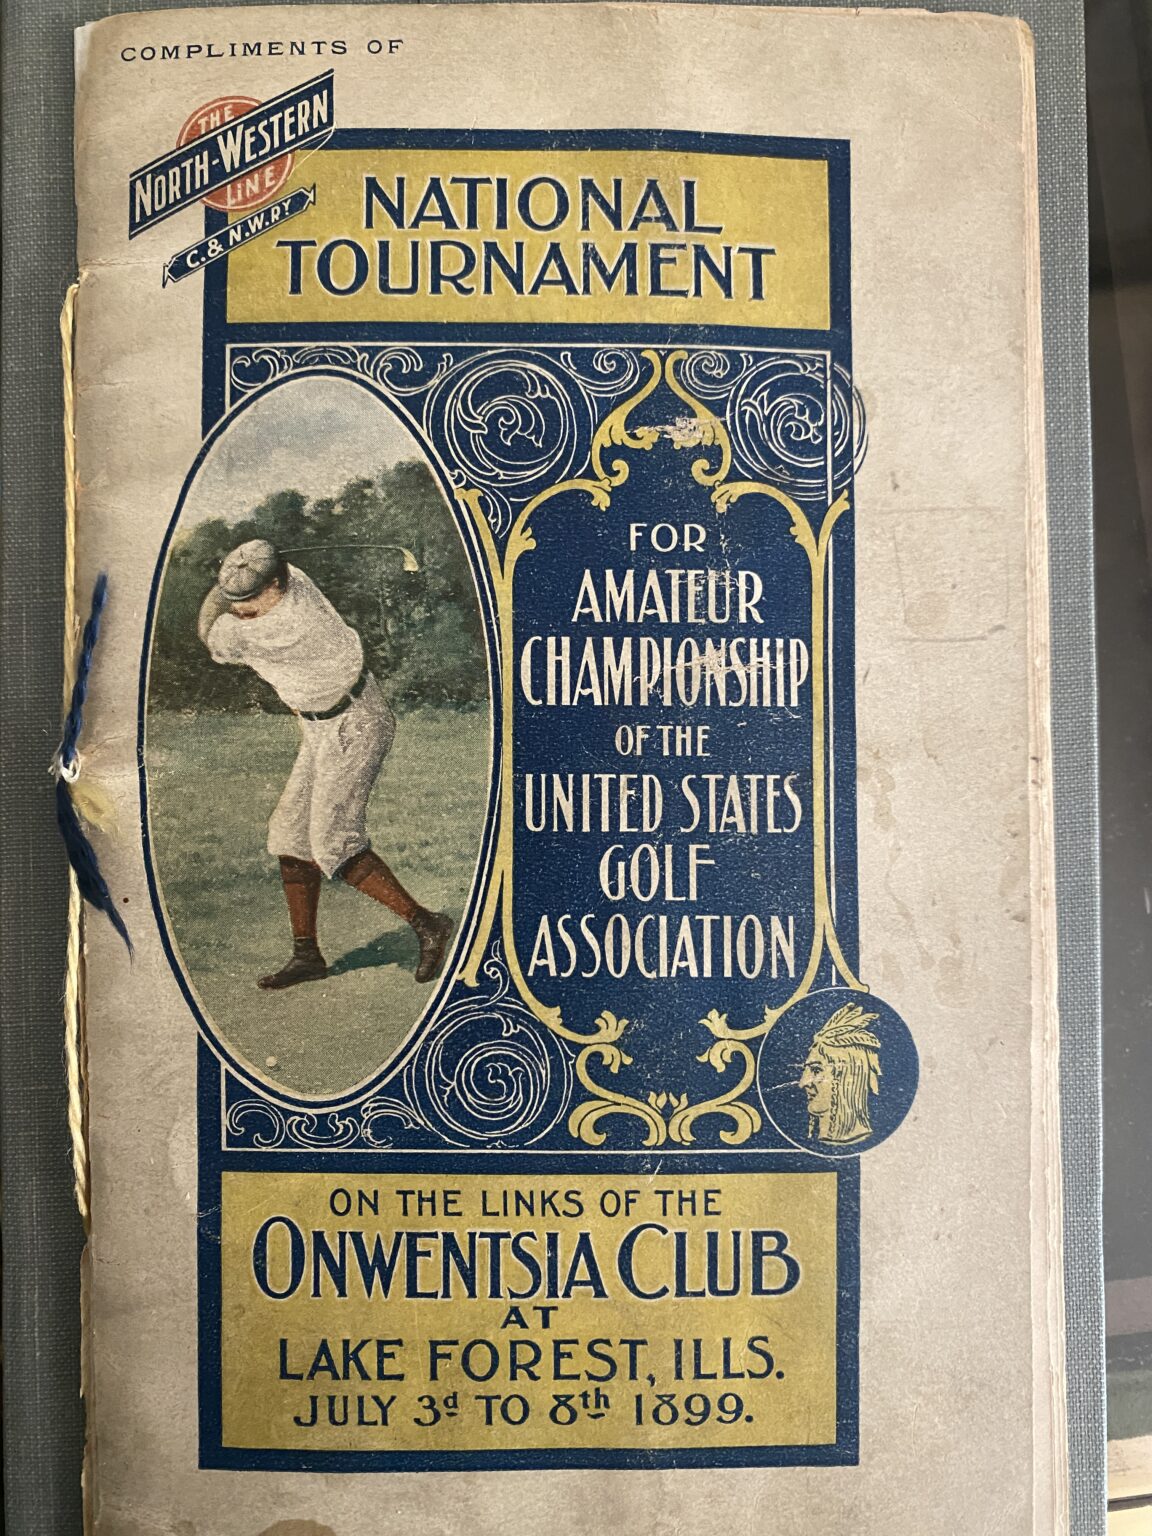 COMPLIMENTS OF
THE
NORTH-WESTERN
LINE
C. & N.W. RY
NATIONAL
TOURNAMENT
FOR
AMATEUR
CHAMPIONSHIP
OF THE
UNITED STATES
GOLF
ASSOCIATION
ON THE LINKS OF THE
ONWENTSIA CLUB
AT
LAKE FOREST, ILLS.
JULY 3d TO 8th 1899.